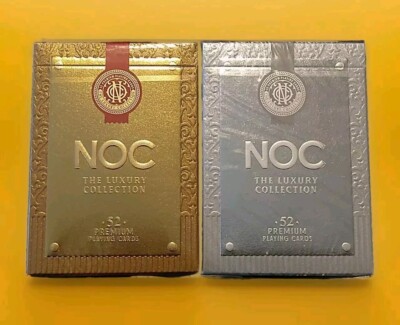 NOC
THE LUXURY
COLLECTION
·52·
PREMIUM
PLAYING CARDS
NOC
THE LUXURY
COLLECTION
·52·
PREMIUM
PLAYING CARDS